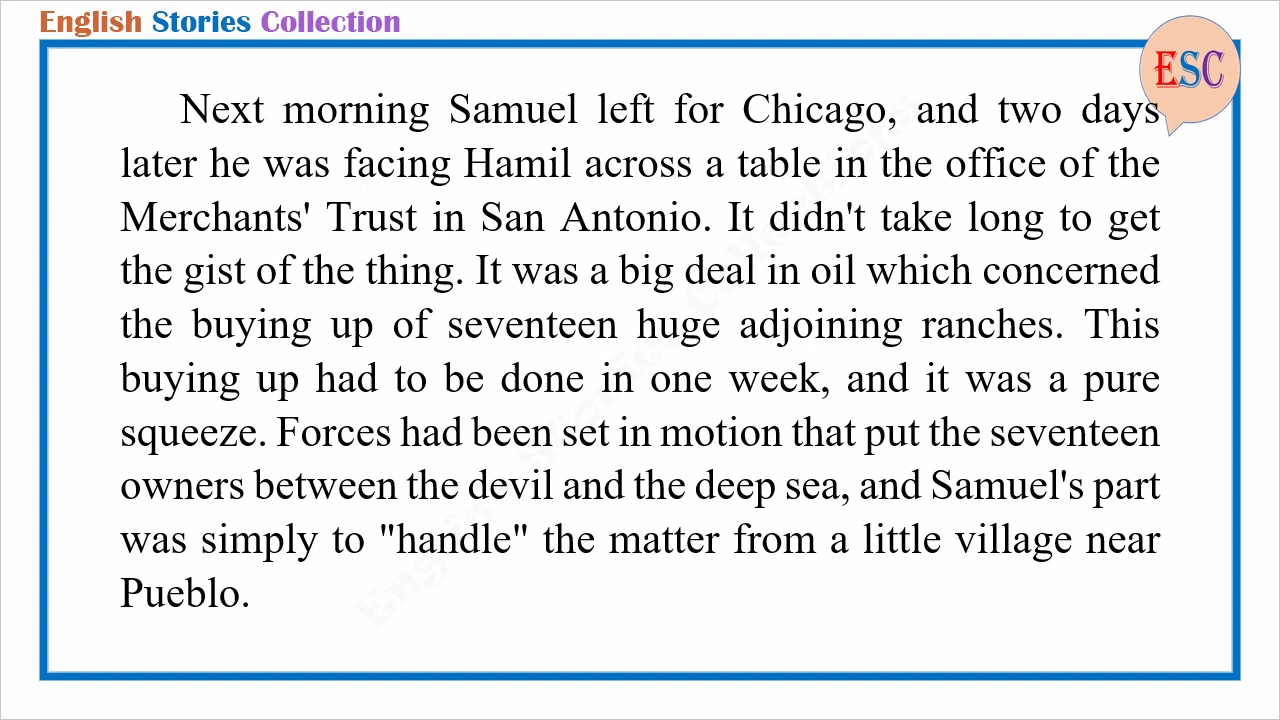 English Stories Collection
ESC
Next morning Samuel left for Chicago, and two days
later he was facing Hamil across a table in the office of the
Merchants' Trust in San Antonio. It didn't take long to get
the gist of the thing. It was a big deal in oil which concerned
the buying up of seventeen huge adjoining ranches. This
buying up had to be done in one week, and it was a pure
squeeze. Forces had been set in motion that put the seventeen
owners between the devil and the deep sea, and Samuel's part
was simply to "handle" the matter from a little village near
Pueblo.
English Stories Collection